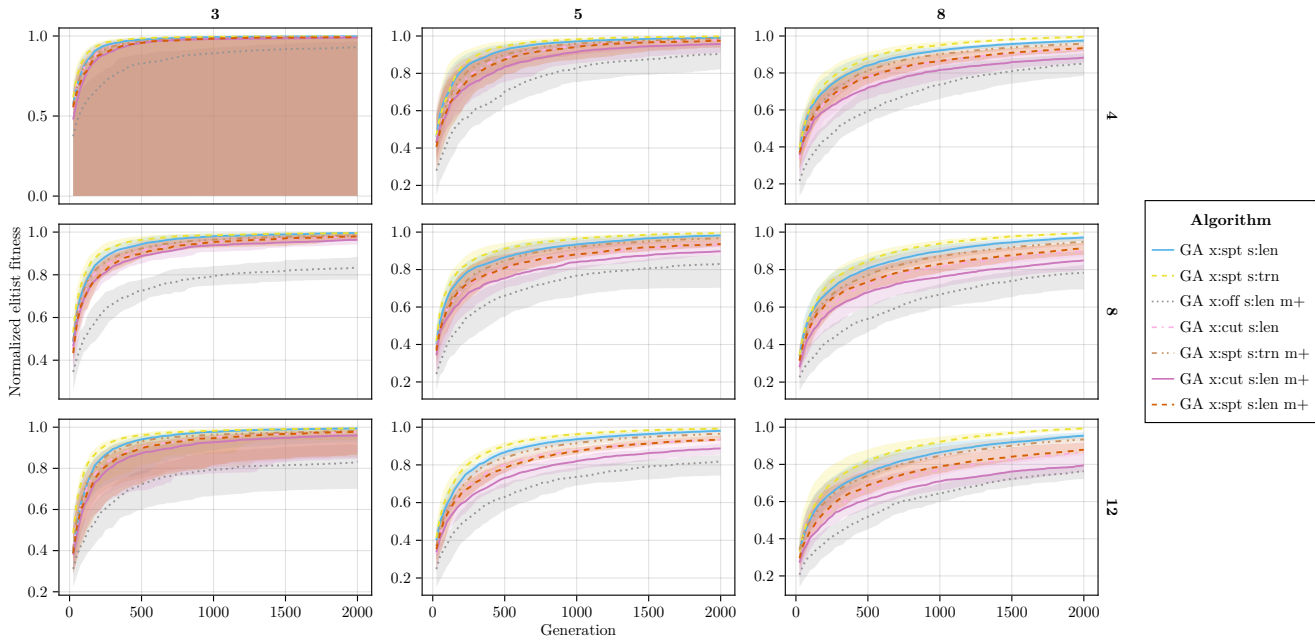 3 5 8
1.0 0.5 0.0
1.0 0.8 0.6 0.4 0.2
1.0 0.8 0.6 0.4 0.2
4
1.0 0.8 0.6 0.4
1.0 0.8 0.6 0.4 0.2
1.0 0.8 0.6 0.4 0.2
8
1.0 0.8 0.6 0.4 0.2
1.0 0.8 0.6 0.4 0.2
1.0 0.8 0.6 0.4 0.2
12
0 500 1000 1500 2000
0 500 1000 1500 2000
0 500 1000 1500 2000
Normalized elitist fitness
Generation
Algorithm
GA x:spt s:len
GA x:spt s:trn
GA x:off s:len m+
GA x:cut s:len
GA x:spt s:trn m+
GA x:cut s:len m+
GA x:spt s:len m+